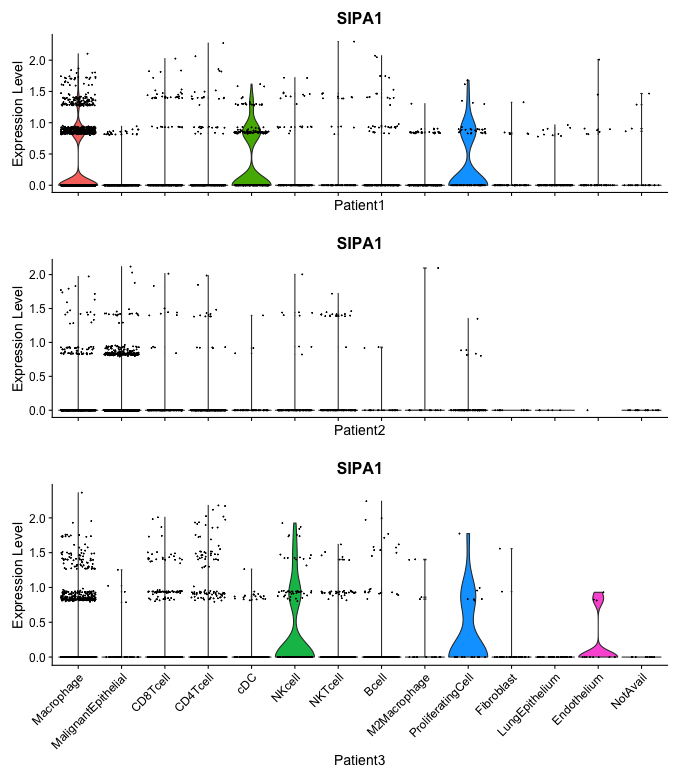 SIPA1
Expression Level
2.0
1.5
1.0
0.5
0.0
Patient1
SIPA1
Expression Level
2.0
1.5
1.0
0.5
0.0
Patient2
SIPA1
Expression Level
2.0
1.5
1.0
0.5
0.0
Macrophage
MalignantEpithelial
CD8Tcell
CD4Tcell
cDC
NKcell
NKTcell
Bcell
M2Macrophage
ProliferatingCell
Fibroblast
LungEpithelium
Endothelium
NotAvail
Patient3